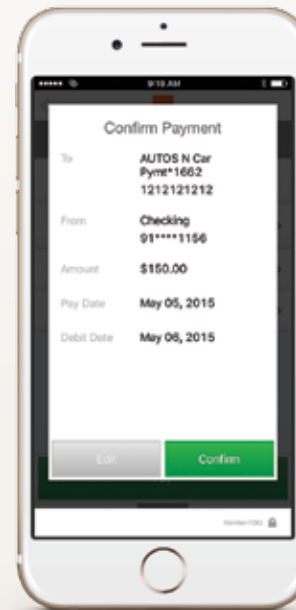 9:18 AM
Confirm Payment
To AUTOS N Car
Pymt*1662
1212121212
From Checking
91****1156
Amount $150.00
Pay Date May 05, 2015
Debit Date May 06, 2015
Edit Confirm
Member FDIC